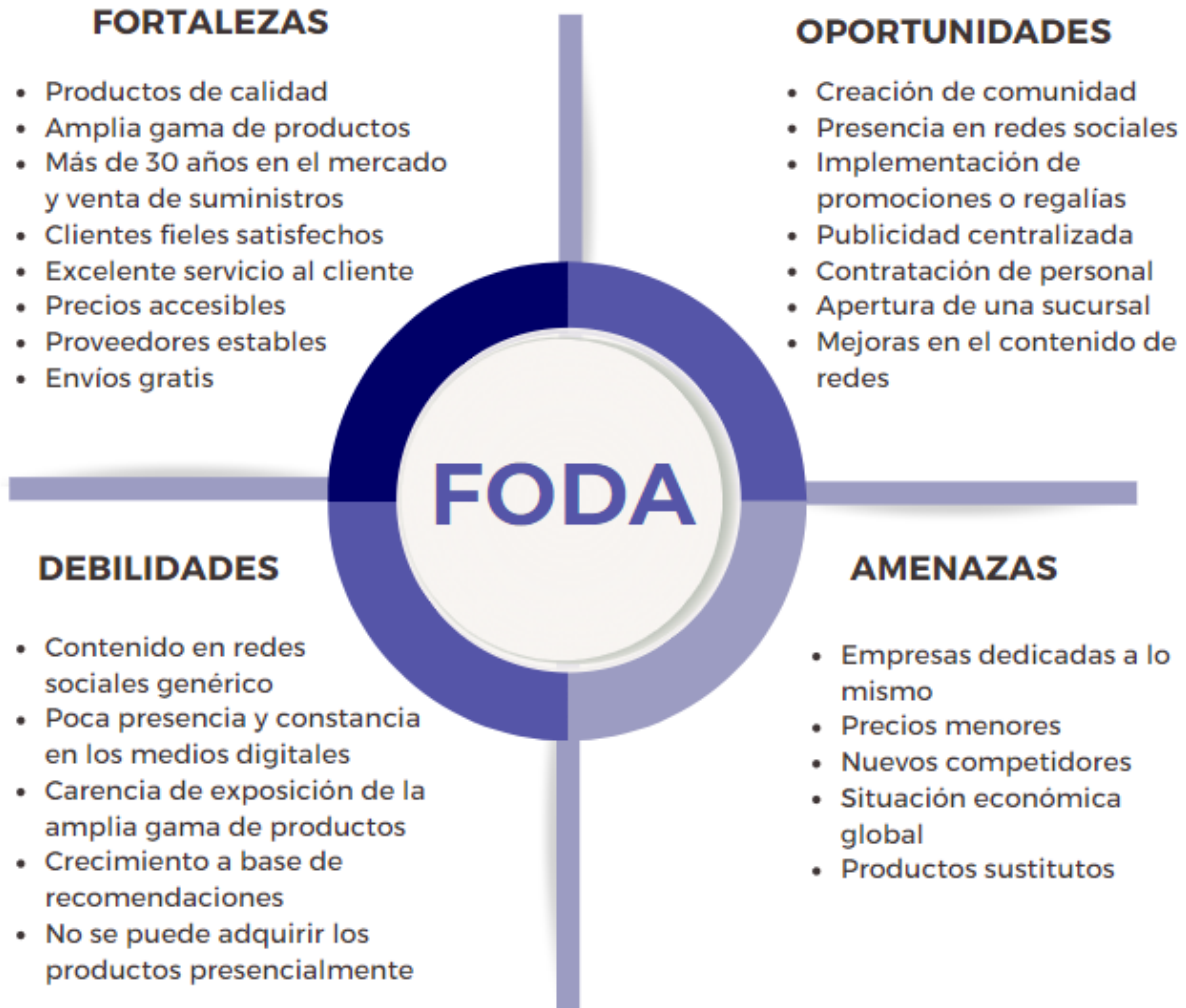 FORTALEZAS
• Productos de calidad
• Amplia gama de productos
• Más de 30 años en el mercado
y venta de suministros
• Clientes fieles satisfechos
• Excelente servicio al cliente
• Precios accesibles
• Proveedores estables
• Envíos gratis
OPORTUNIDADES
• Creación de comunidad
• Presencia en redes sociales
• Implementación de
promociones o regalías
• Publicidad centralizada
• Contratación de personal
• Apertura de una sucursal
• Mejoras en el contenido de
redes
FODA
DEBILIDADES
• Contenido en redes
sociales genérico
• Poca presencia y constancia
en los medios digitales
• Carencia de exposición de la
amplia gama de productos
• Crecimiento a base de
recomendaciones
• No se puede adquirir los
productos presencialmente
AMENAZAS
• Empresas dedicadas a lo
mismo
• Precios menores
• Nuevos competidores
• Situación económica
global
• Productos sustitutos